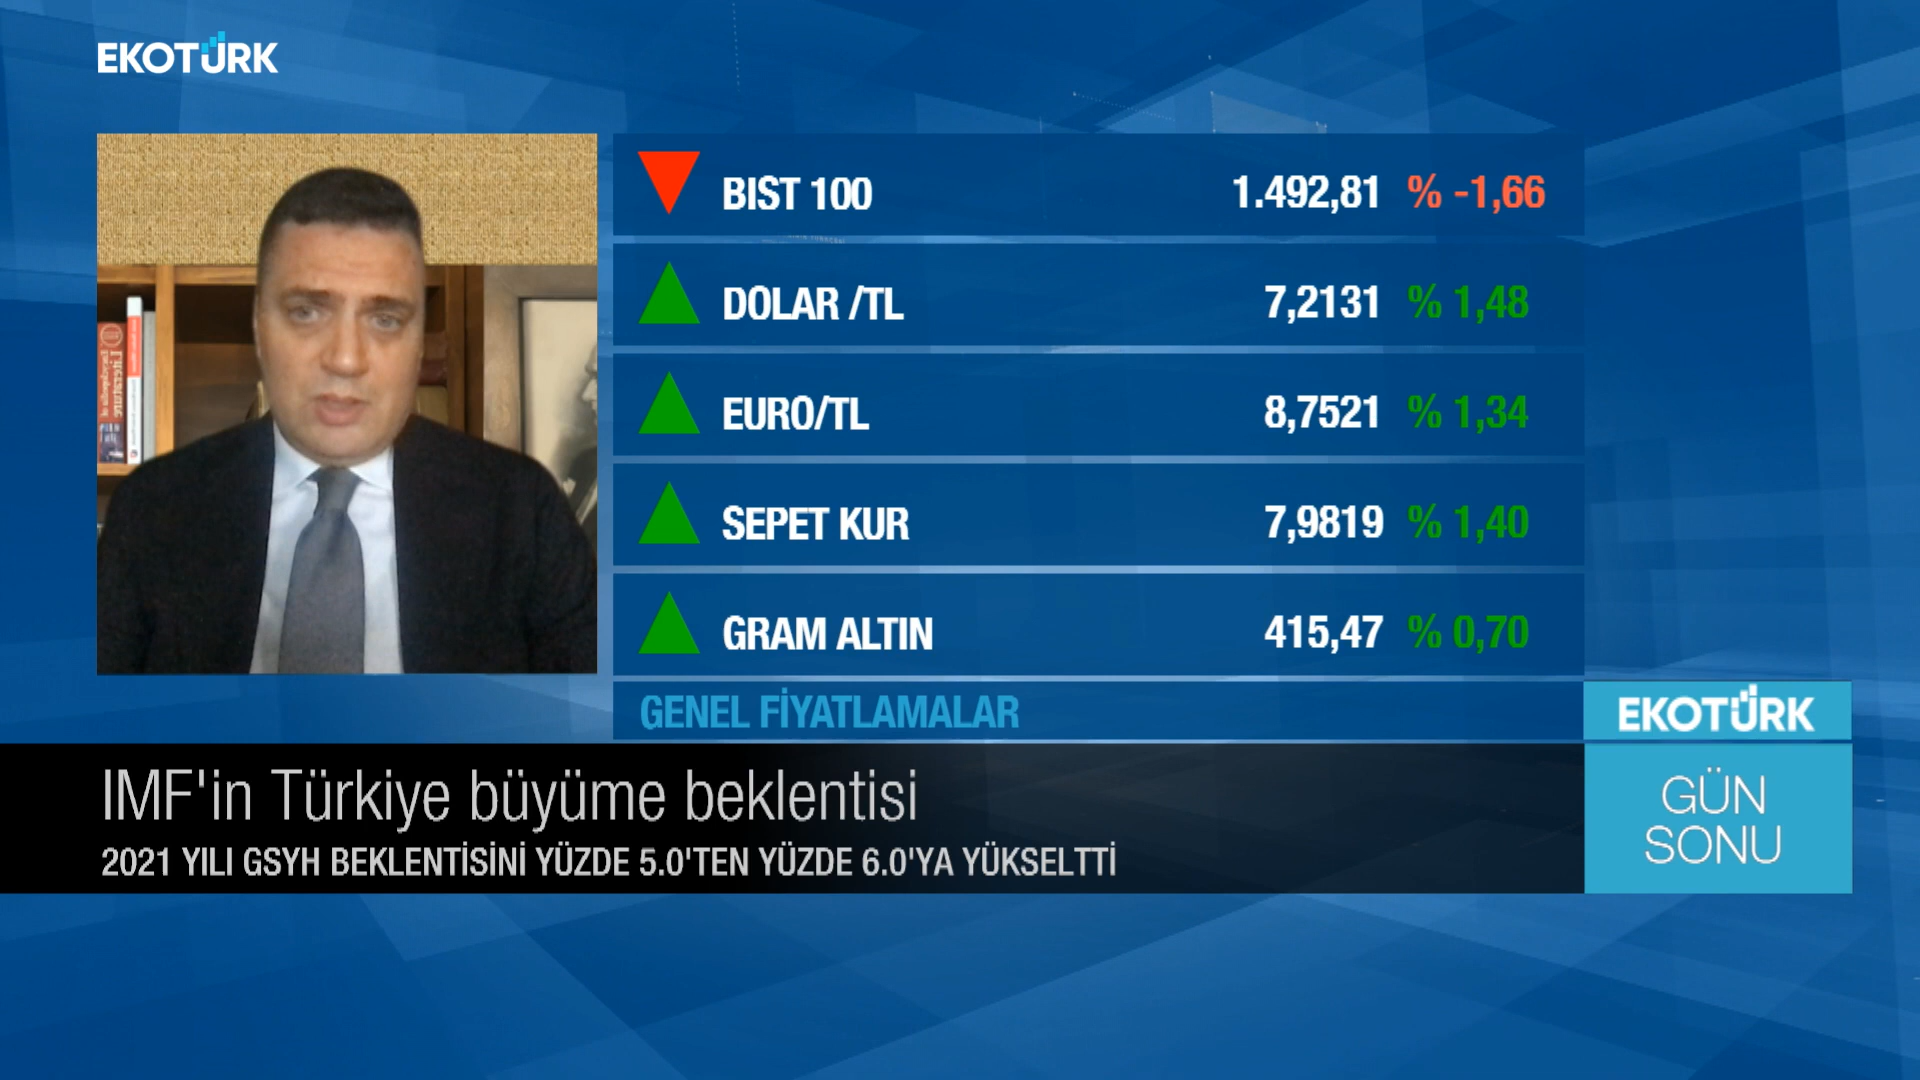 EKOTÜRK
BIST 100 1.492,81 % -1,66
DOLAR /TL 7,2131 % 1,48
EURO/TL 8,7521 % 1,34
SEPET KUR 7,9819 % 1,40
GRAM ALTIN 415,47 % 0,70
GENEL FİYATLAMALAR
EKOTÜRK
IMF'in Türkiye büyüme beklentisi
2021 YILI GSYH BEKLENTİSİNİ YÜZDE 5.0'TEN YÜZDE 6.0'YA YÜKSELTTİ
GÜN
SONU